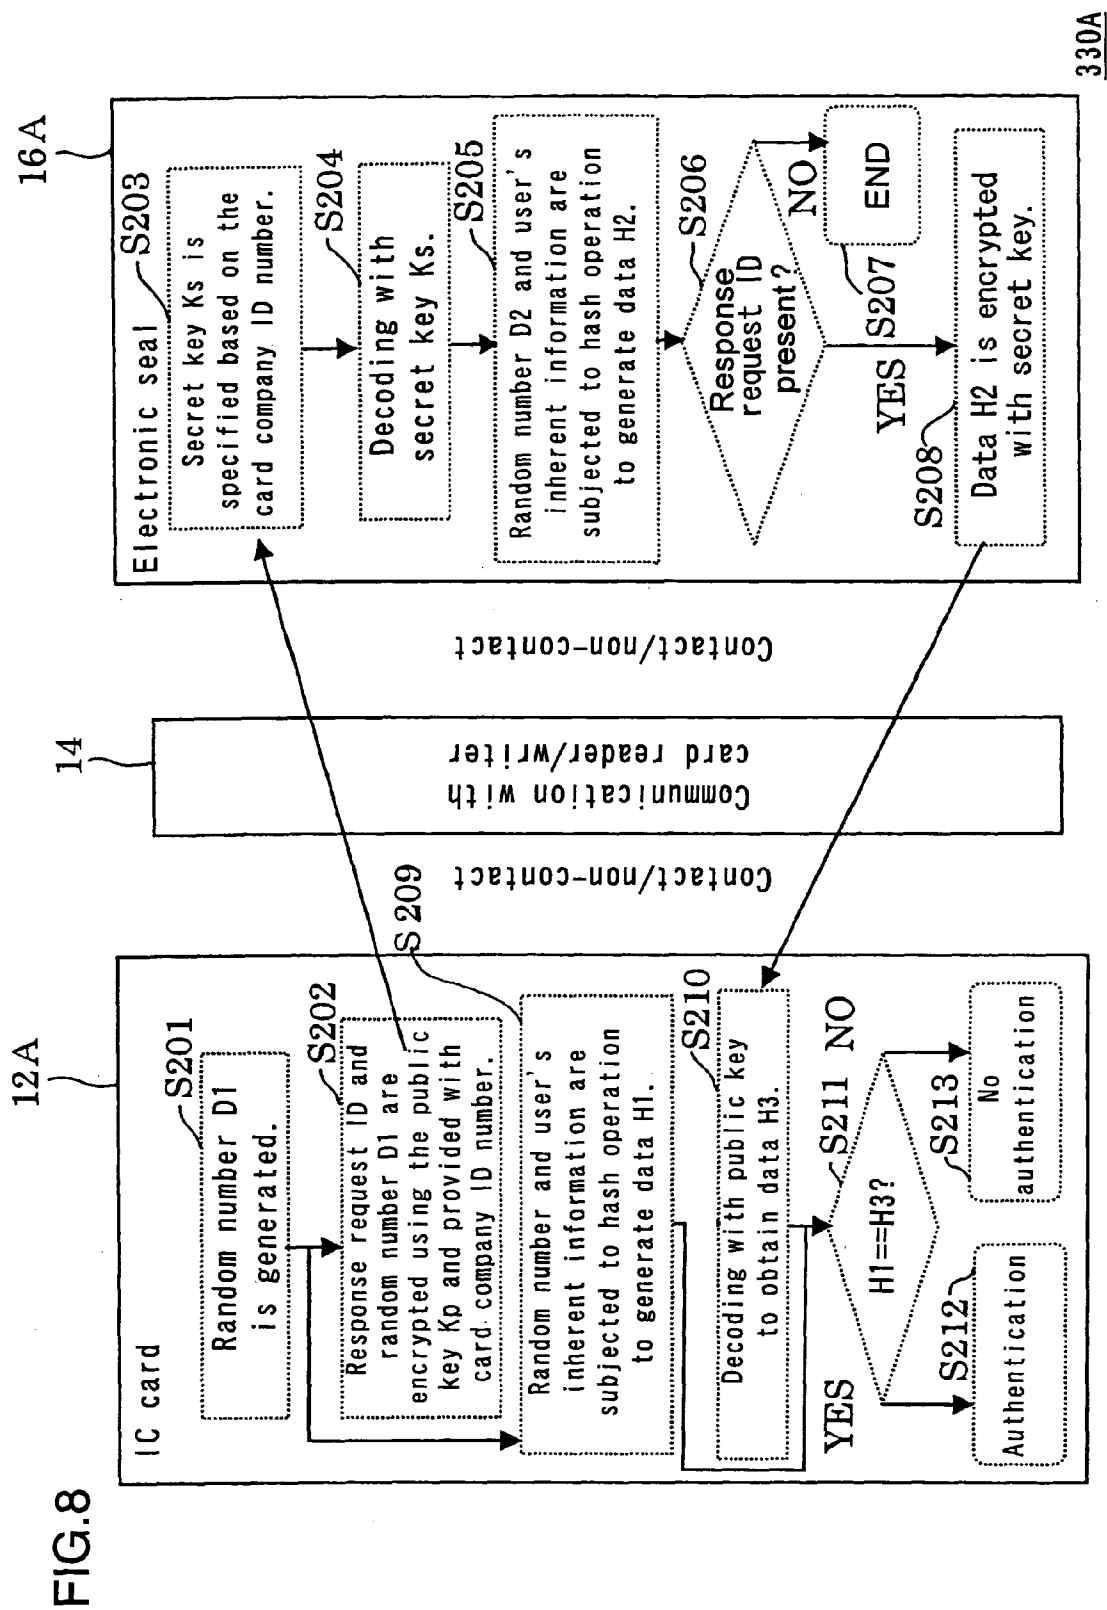 FIG.8
12A
IC card
S201
Random number D1
is generated.
S202
Response request ID and
random number D1 are
encrypted using the public
key Kp and provided with
card company ID number.
S209
Random number and user's
inherent information are
subjected to hash operation
to generate data H1.
S210
Decoding with public key
to obtain data H3.
S211
H1==H3?
YES
NO
S212
Authentication
S213
No
authentication
Contact/non-contact
14
Communication with
card reader/writer
Contact/non-contact
16A
Electronic seal
S203
Secret key Ks is
specified based on the
card company ID number.
S204
Decoding with
secret key Ks.
S205
Random number D2 and user's
inherent information are
subjected to hash operation
to generate data H2.
S206
Response
request ID
present?
NO
YES
S207
END
S208
Data H2 is encrypted
with secret key.
330A